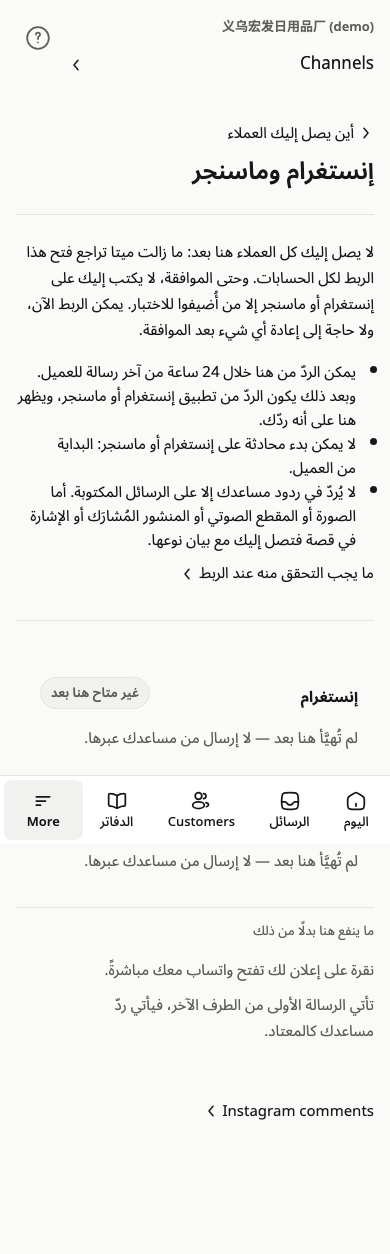 义乌宏发日用品厂 (demo)
Channels
أين يصل إليك العملاء
إنستغرام وماسنجر
لا يصل إليك كل العملاء هنا بعد: ما زالت ميتا تراجع فتح هذا
الربط لكل الحسابات. وحتى الموافقة، لا يكتب إليك على
إنستغرام أو ماسنجر إلا من أُضيفوا للاختبار. يمكن الربط الآن،
ولا حاجة إلى إعادة أي شيء بعد الموافقة.
يمكن الردّ من هنا خلال 24 ساعة من آخر رسالة للعميل.
وبعد ذلك يكون الردّ من تطبيق إنستغرام أو ماسنجر، ويظهر
هنا على أنه ردّك.
لا يمكن بدء محادثة على إنستغرام أو ماسنجر: البداية
من العميل.
لا يُردّ في ردود مساعدك إلا على الرسائل المكتوبة. أما
الصورة أو المقطع الصوتي أو المنشور المُشارَك أو الإشارة
في قصة فتصل إليك مع بيان نوعها.
ما يجب التحقق منه عند الربط
إنستغرام
غير متاح هنا بعد
لم تُهيَّأ هنا بعد — لا إرسال من مساعدك عبرها.
اليوم
الرسائل
Customers
الدفاتر
More
لم تُهيَّأ هنا بعد — لا إرسال من مساعدك عبرها.
ما ينفع هنا بدلًا من ذلك
نقرة على إعلان لك تفتح واتساب معك مباشرةً.
تأتي الرسالة الأولى من الطرف الآخر، فيأتي ردّ
مساعدك كالمعتاد.
Instagram comments